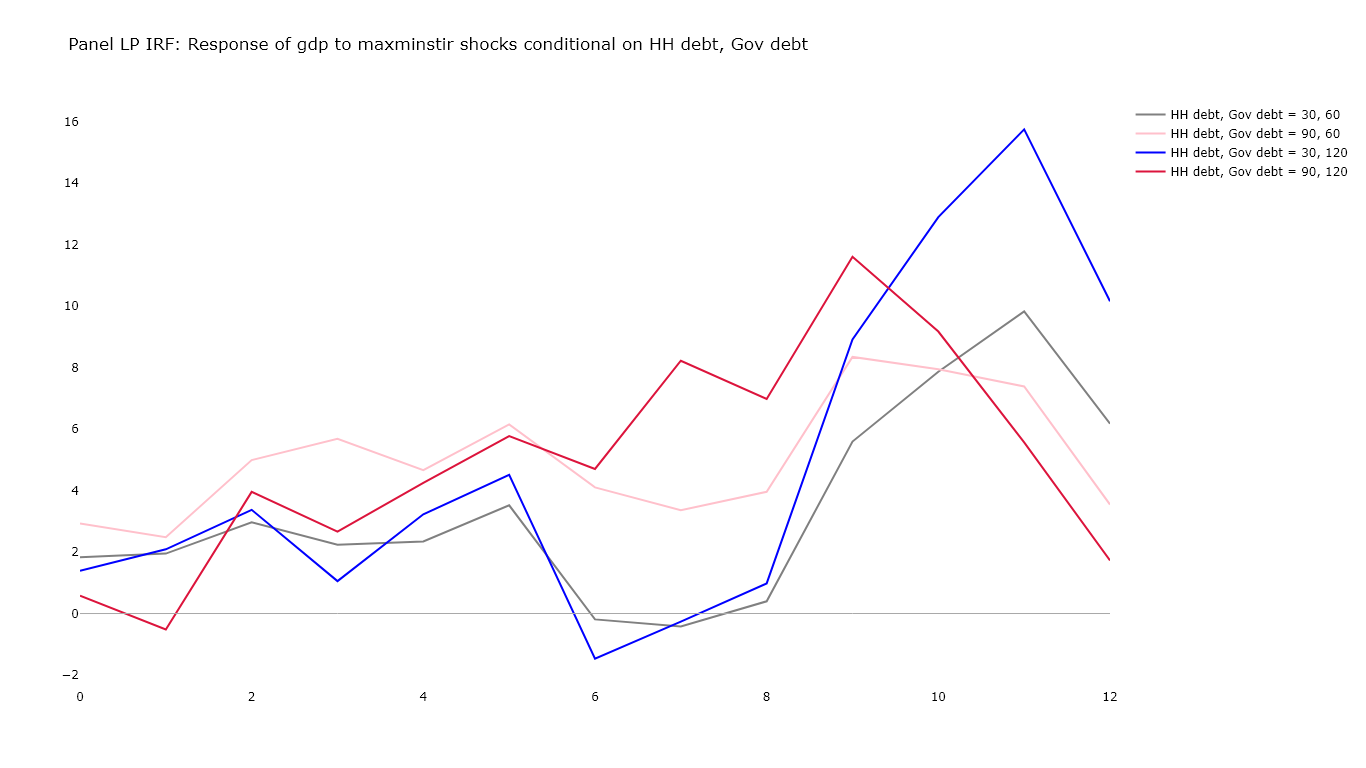 Panel LP IRF: Response of gdp to maxminstir shocks conditional on HH debt, Gov debt
HH debt, Gov debt = 30, 60
HH debt, Gov debt = 90, 60
HH debt, Gov debt = 30, 120
HH debt, Gov debt = 90, 120
16
14
12
10
8
6
4
2
0
−2
0 2 4 6 8 10 12